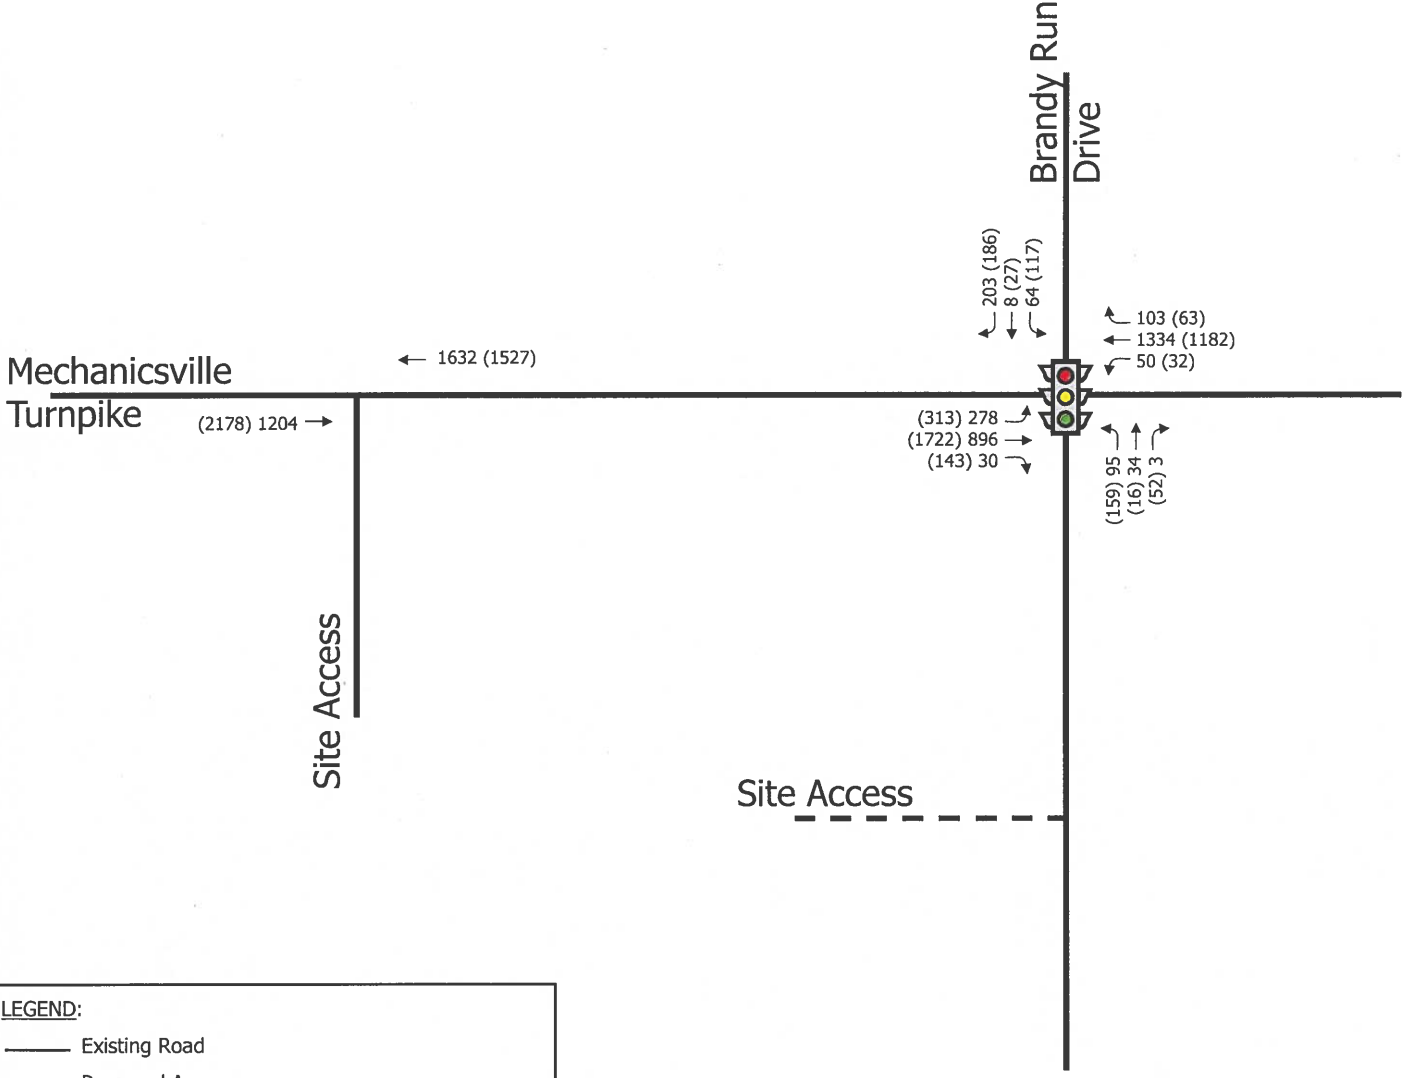 Brandy Run
Drive
203 (186)
8 (27)
64 (117)
103 (63)
1334 (1182)
50 (32)
Mechanicsville
Turnpike
1632 (1527)
(2178) 1204
(313) 278
(1722) 896
(143) 30
(159) 95
(16) 34
(52) 3
Site Access
Site Access
LEGEND:
Existing Road